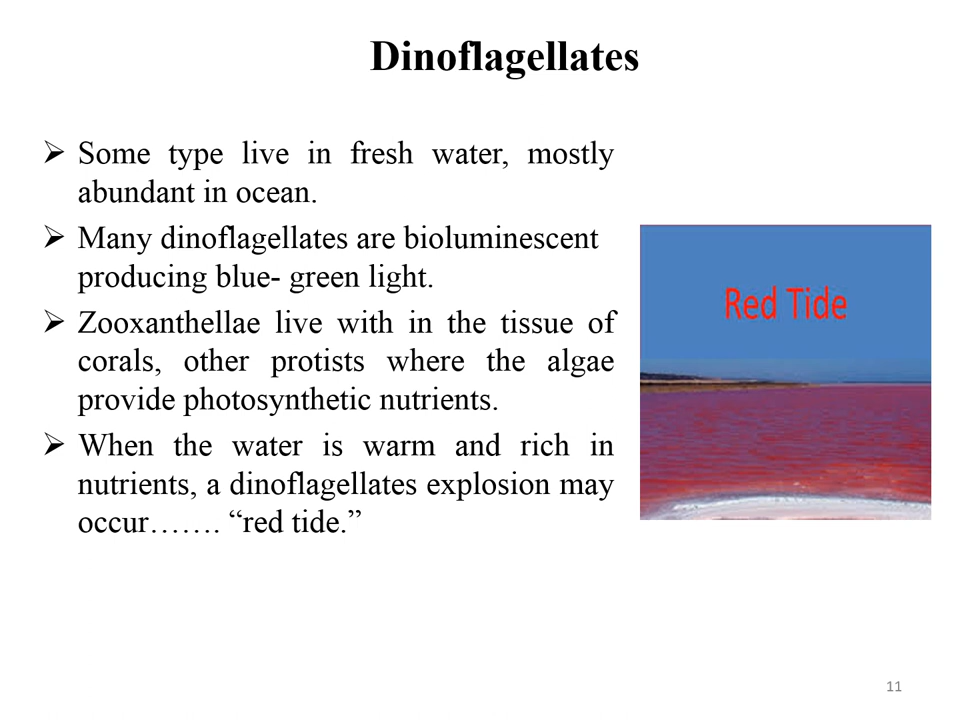 Dinoflagellates
➢ Some type live in fresh water, mostly
abundant in ocean.
➢ Many dinoflagellates are bioluminescent
producing blue- green light.
➢ Zooxanthellae live with in the tissue of
corals, other protists where the algae
provide photosynthetic nutrients.
➢ When the water is warm and rich in
nutrients, a dinoflagellates explosion may
occur……. “red tide.”
Red Tide
11